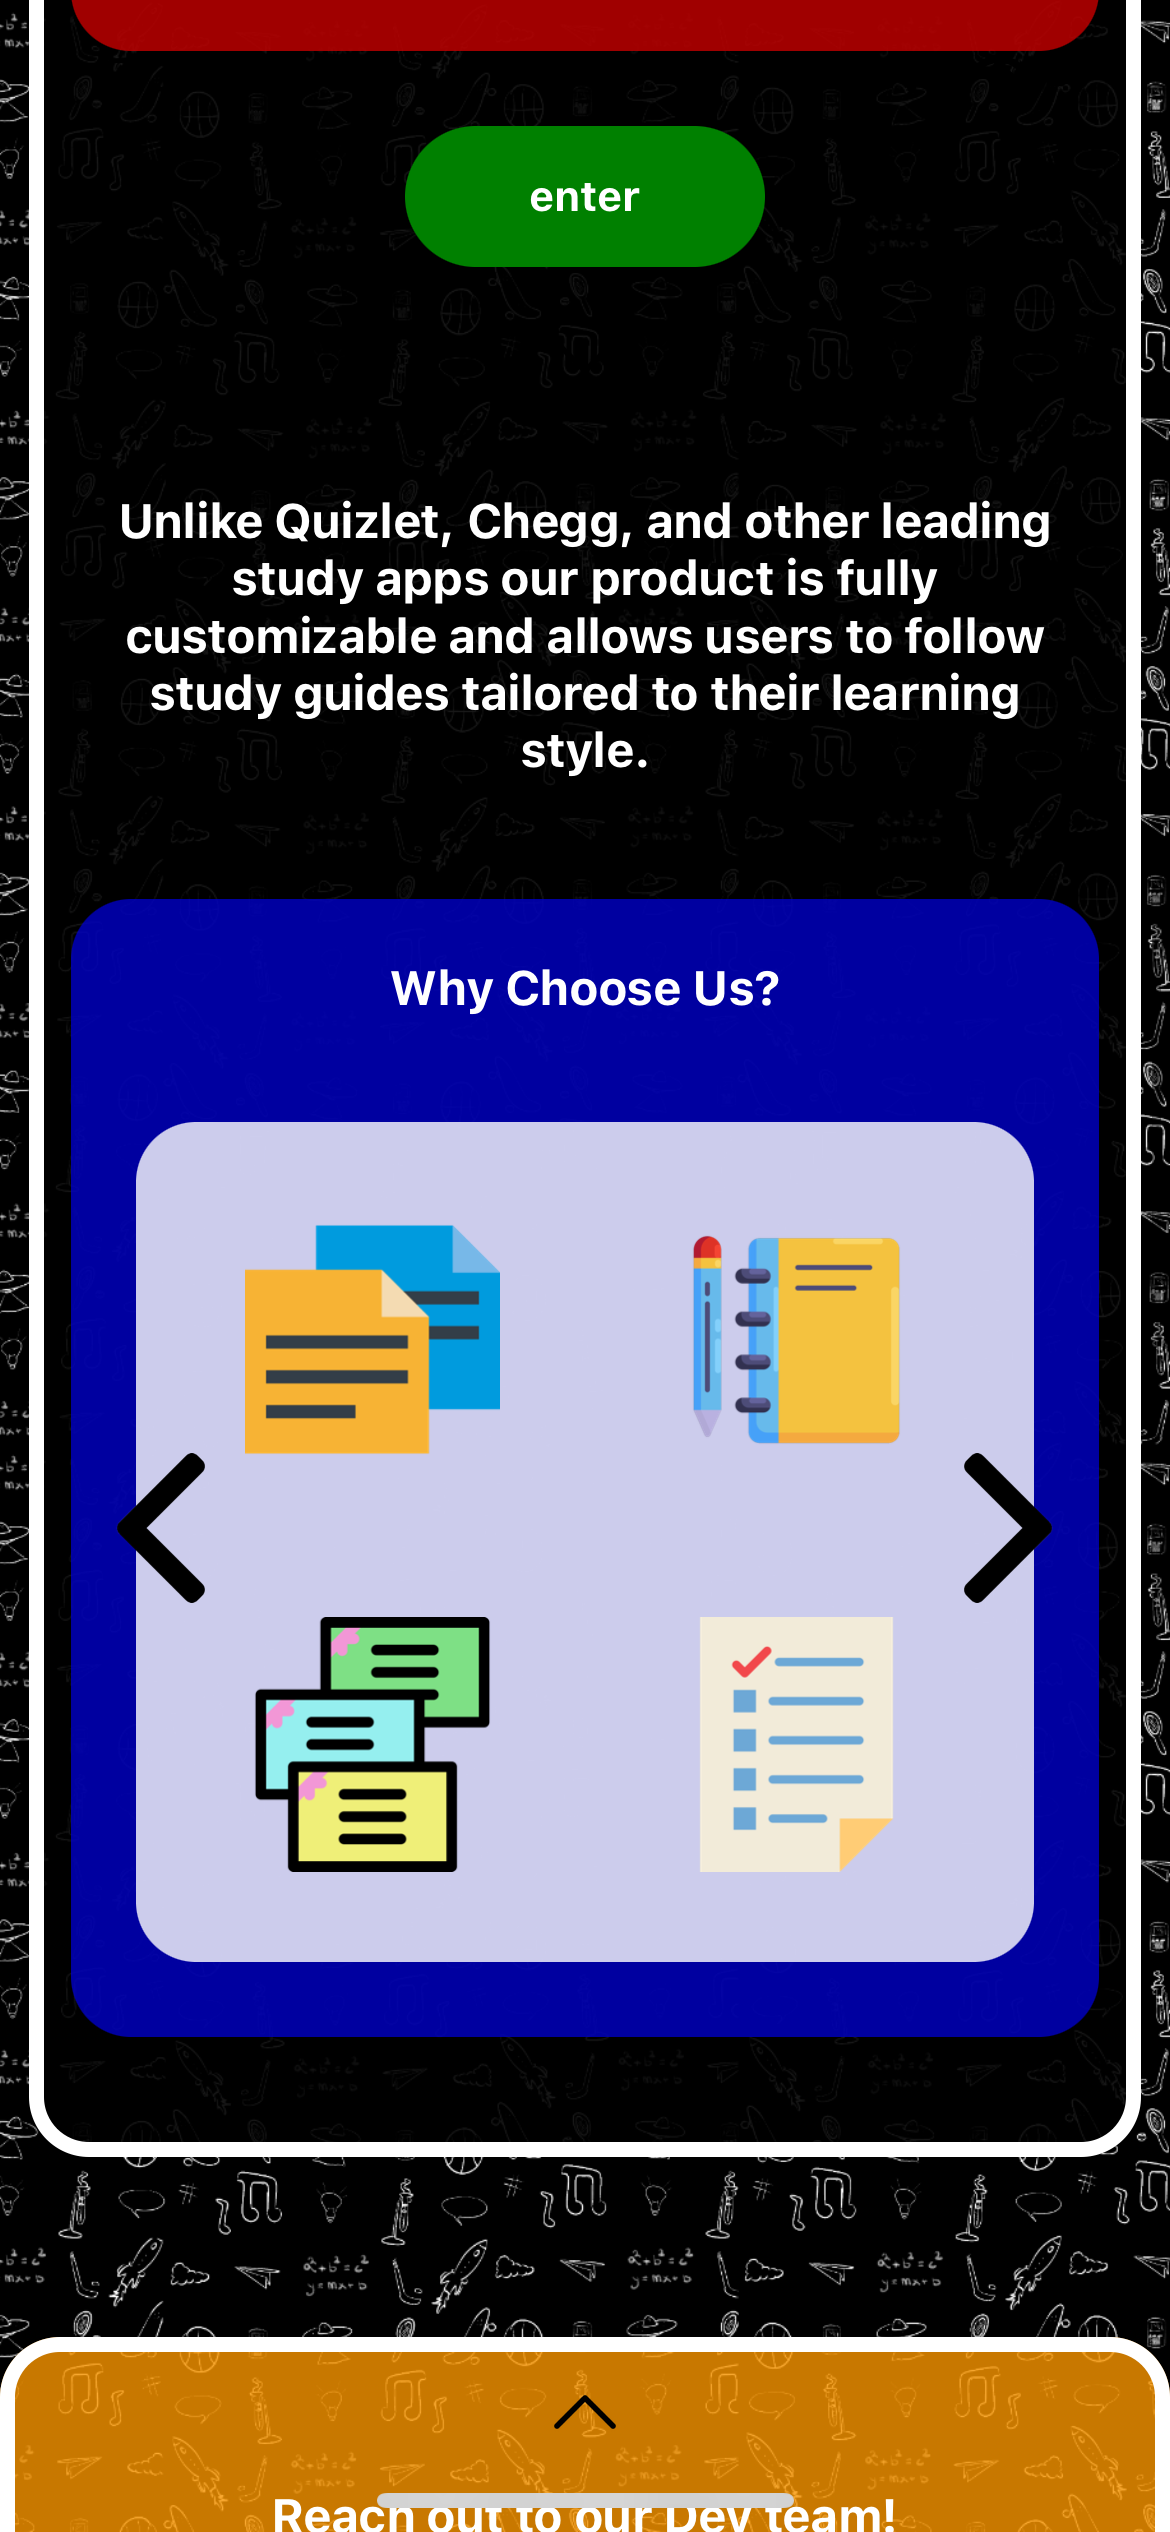 enter
Unlike Quizlet, Chegg, and other leading
study apps our product is fully
customizable and allows users to follow
study guides tailored to their learning
style.
Why Choose Us?
Reach out to our Dev team!